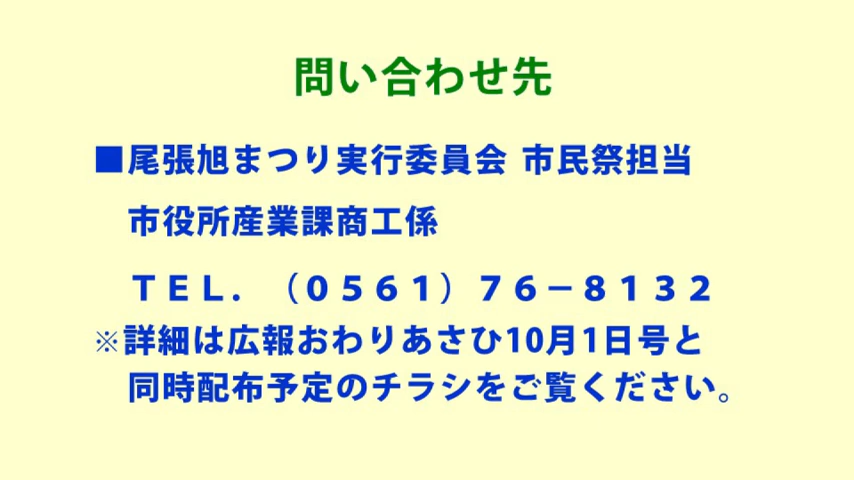 問い合わせ先
■尾張旭まつり実行委員会 市民祭担当
市役所産業課商工係
ＴＥＬ．（０５６１）７６－８１３２
※詳細は広報おわりあさひ10月1日号と
同時配布予定のチラシをご覧ください。